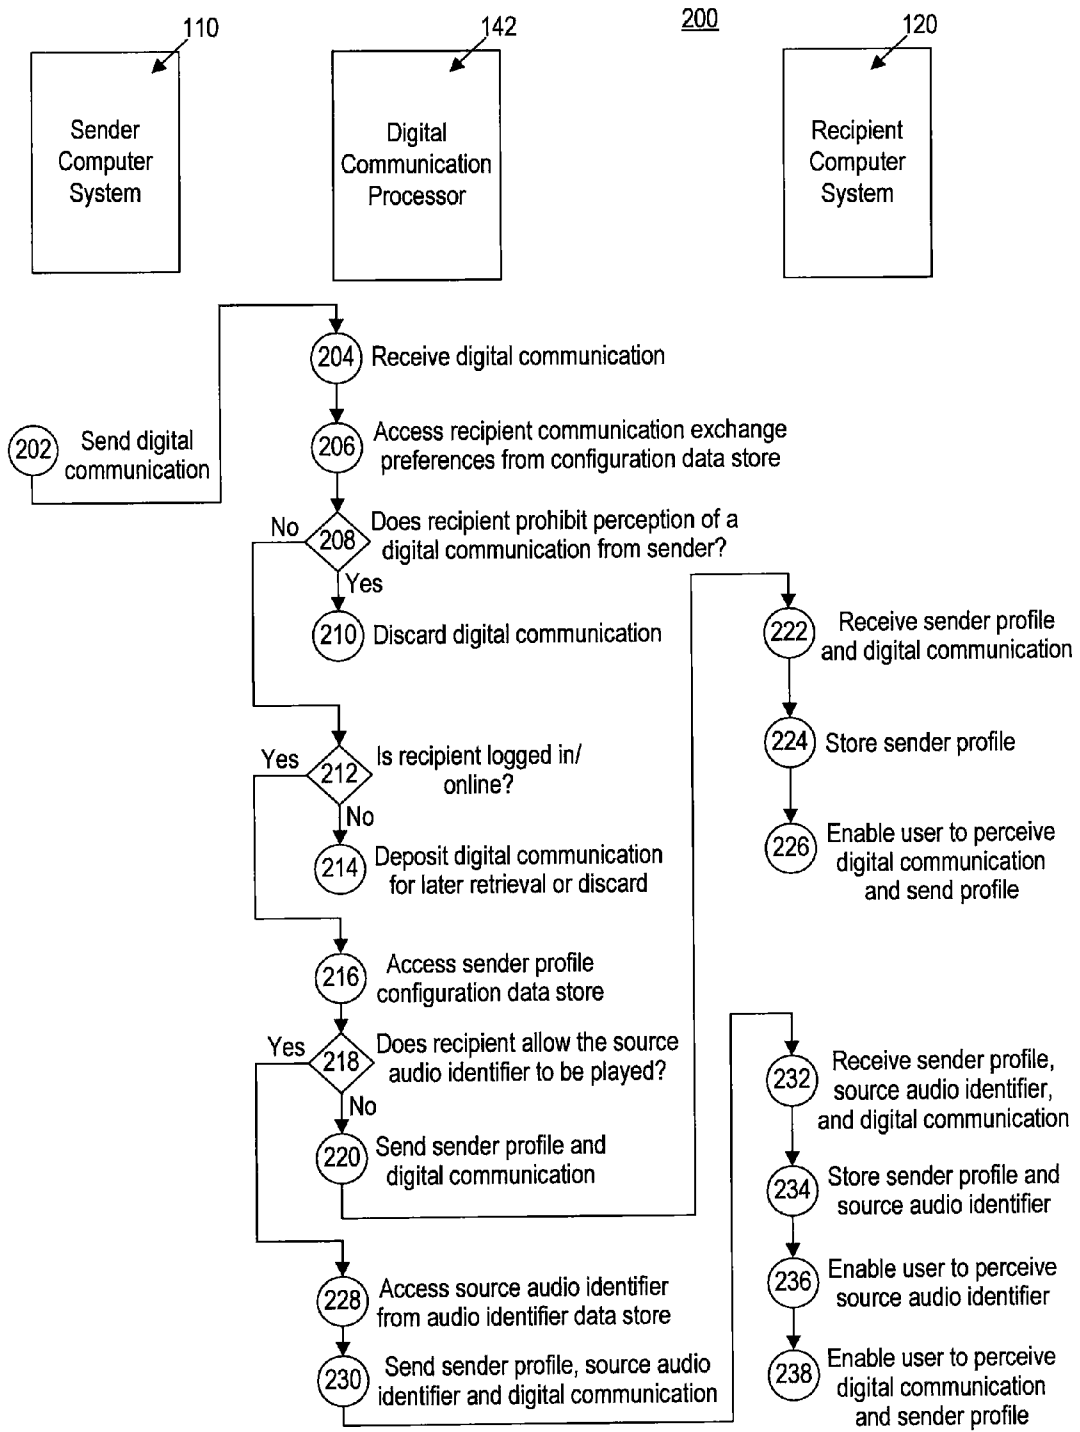 110
142
200
120
Sender
Computer
System
Digital
Communication
Processor
Recipient
Computer
System
204
Receive digital communication
202
Send digital
communication
206
Access recipient communication exchange
preferences from configuration data store
No
208
Does recipient prohibit perception of a
digital communication from sender?
Yes
210
Discard digital communication
Yes
212
Is recipient logged in/
online?
No
214
Deposit digital communication
for later retrieval or discard
216
Access sender profile
configuration data store
Yes
218
Does recipient allow the source
audio identifier to be played?
No
220
Send sender profile and
digital communication
222
Receive sender profile
and digital communication
224
Store sender profile
226
Enable user to perceive
digital communication
and send profile
228
Access source audio identifier
from audio identifier data store
230
Send sender profile, source audio
identifier and digital communication
232
Receive sender profile,
source audio identifier,
and digital communication
234
Store sender profile and
source audio identifier
236
Enable user to perceive
source audio identifier
238
Enable user to perceive
digital communication
and sender profile